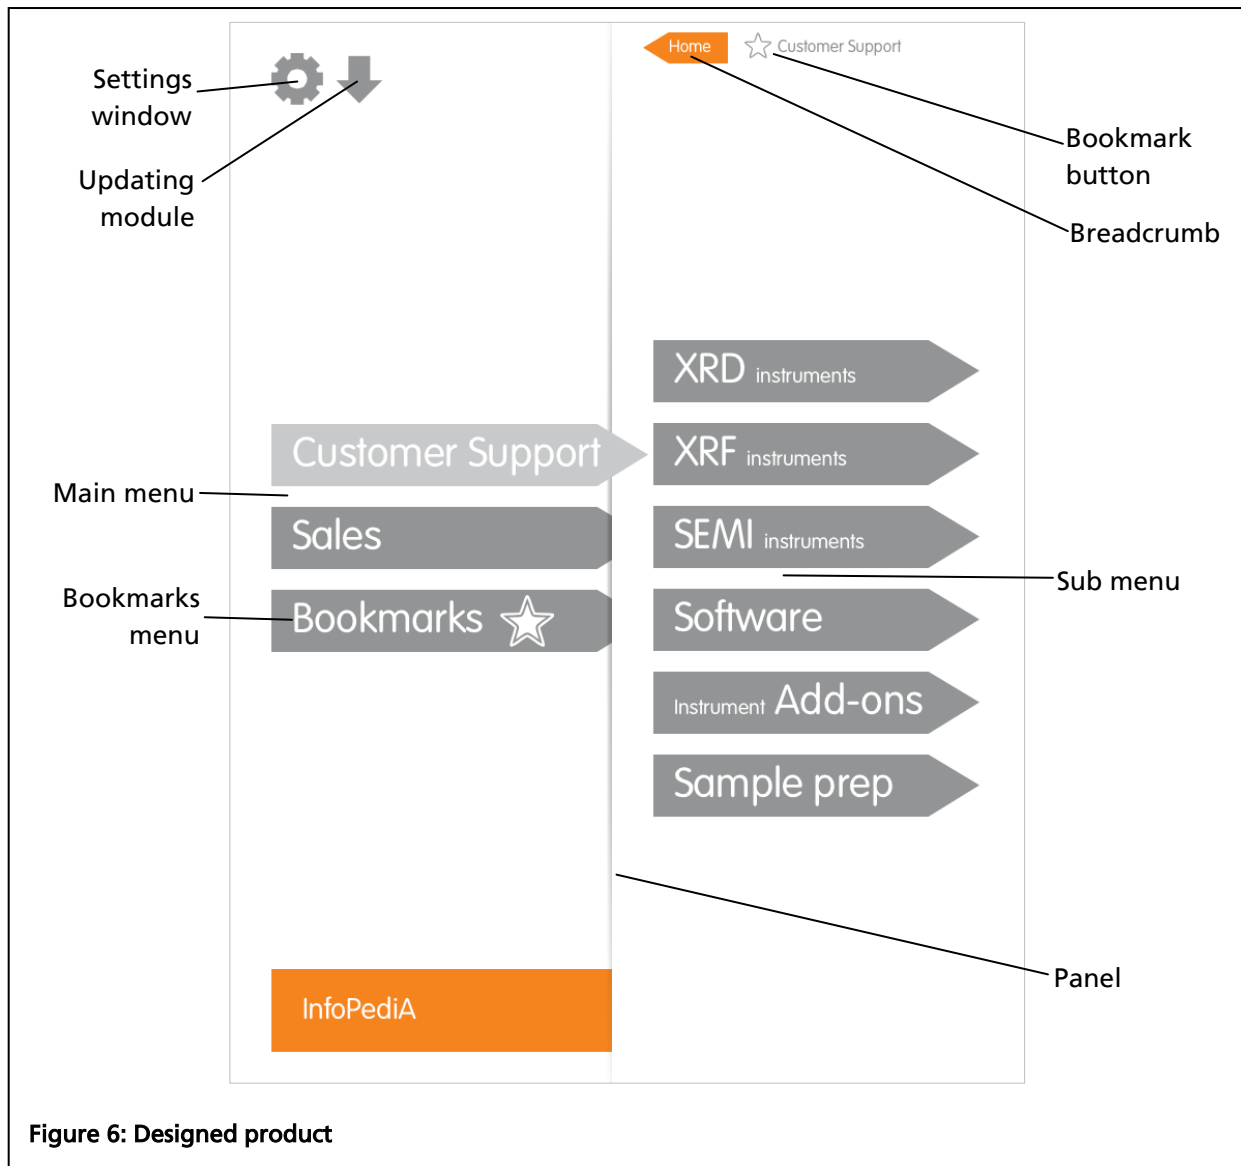 Home
Customer Support
Settings
window
Bookmark
button
Updating
module
Breadcrumb
XRD instruments
Customer Support
XRF instruments
Main menu
Sales
SEMI instruments
Sub menu
Bookmarks
menu
Bookmarks
Software
Instrument Add-ons
Sample prep
Panel
InfoPediA
Figure 6: Designed product